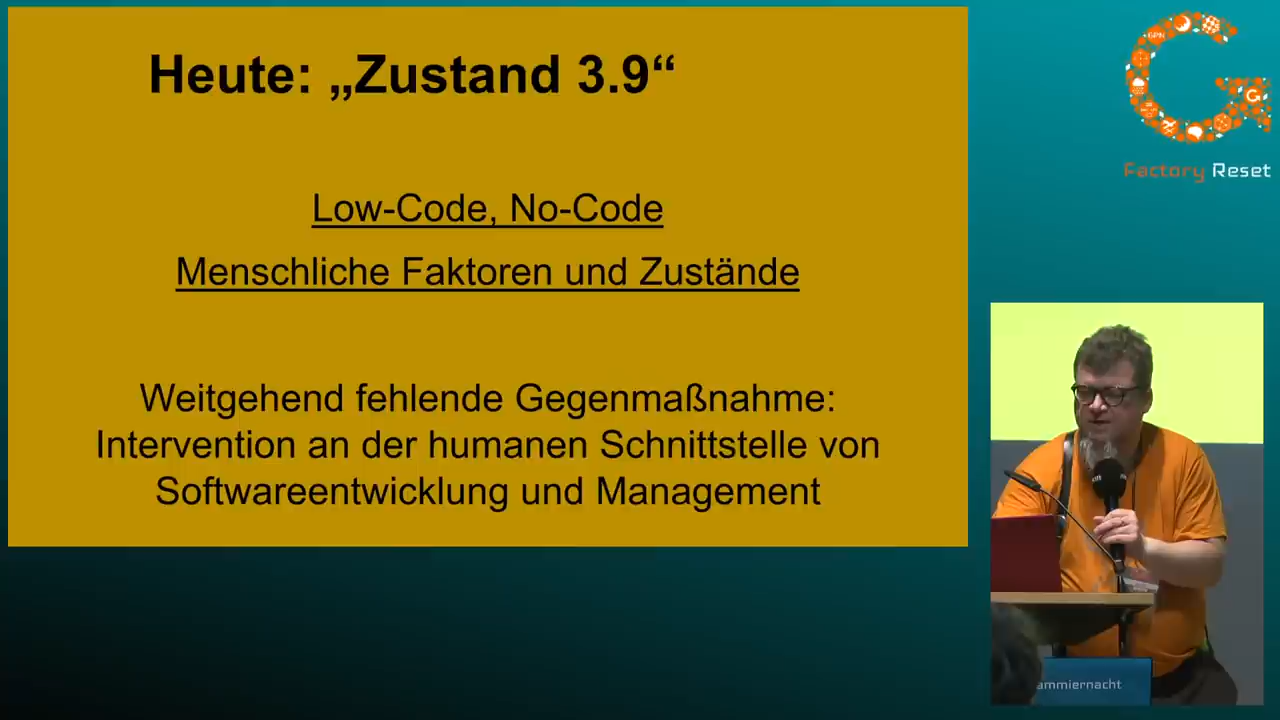 Heute: „Zustand 3.9“
Low-Code, No-Code
Menschliche Faktoren und Zustände
Weitgehend fehlende Gegenmaßnahme:
Intervention an der humanen Schnittstelle von
Softwareentwicklung und Management
GPN
G
Factory Reset
ammiernacht